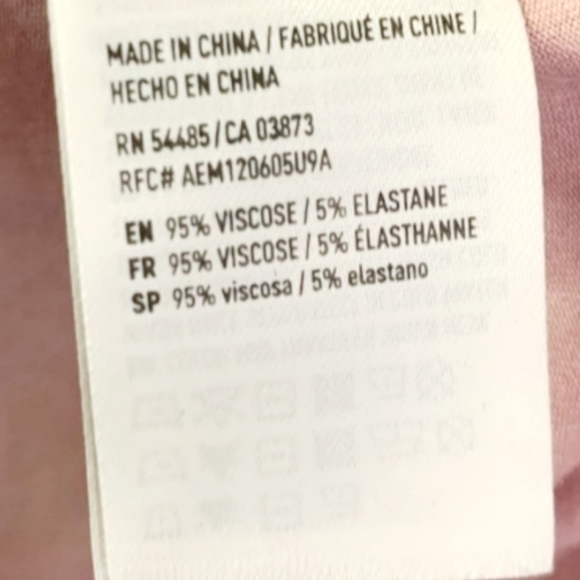 MADE IN CHINA / FABRIQUÉ EN CHINE /
HECHO EN CHINA
RN 54485 / CA 03873
RFC# AEM120605U9A
EN 95% VISCOSE / 5% ELASTANE
FR 95% VISCOSE / 5% ÉLASTHANNE
SP 95% viscosa / 5% elastano